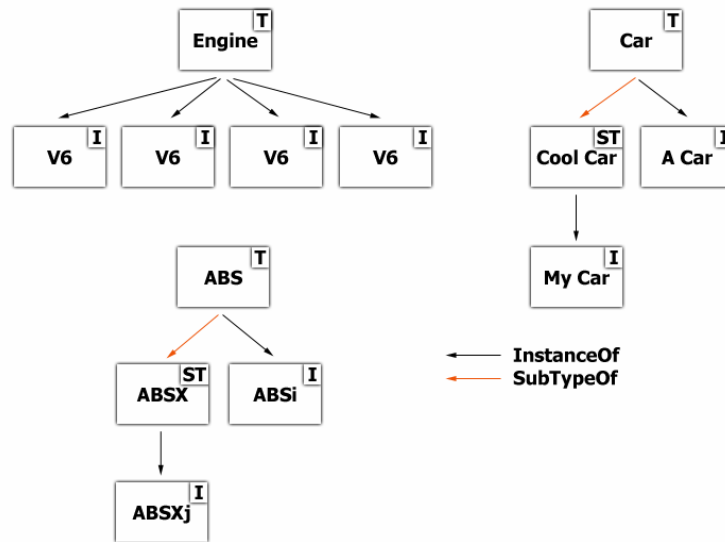 T
Engine
T
Car
I
V6
I
V6
I
V6
I
V6
ST
Cool Car
I
A Car
T
ABS
I
My Car
InstanceOf
SubTypeOf
ST
ABSX
I
ABSi
I
ABSXj